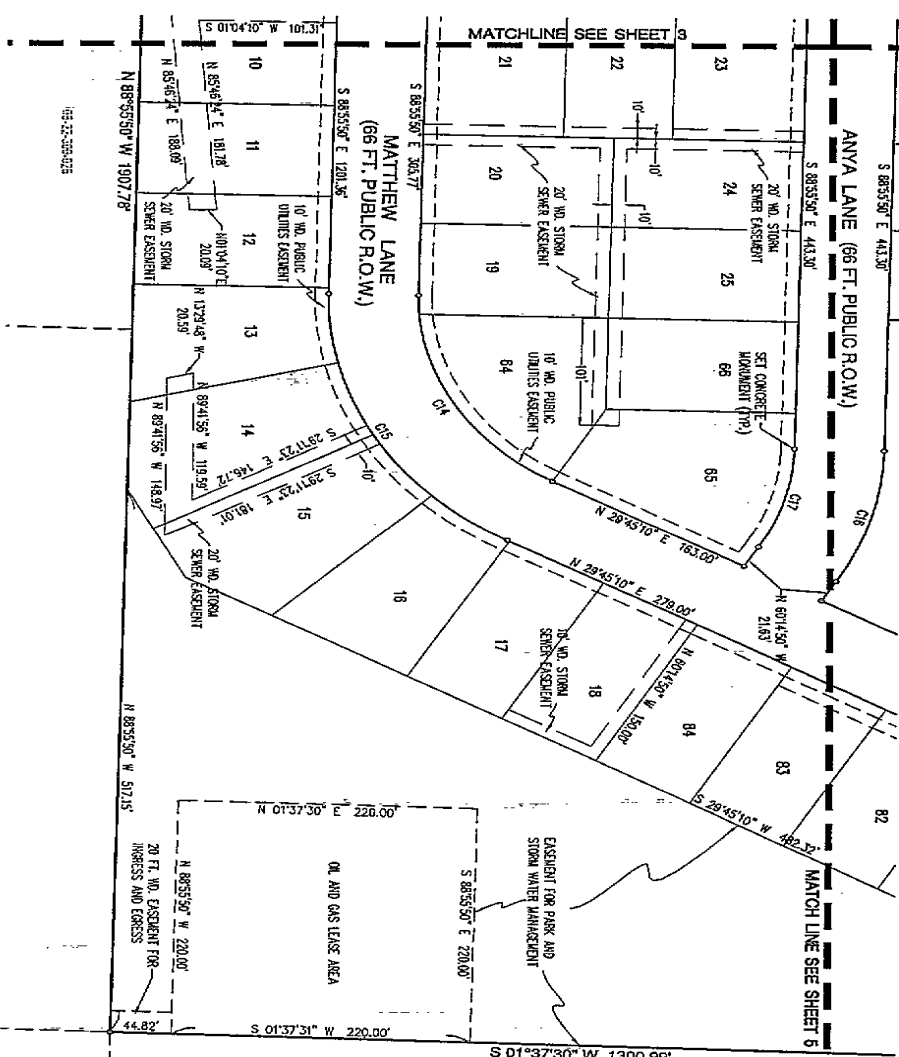 MATCHLINE SEE SHEET 3
S 01°04'10" W 101.31'
N 85°46'24" E 188.09'
N 85°46'24" E 181.78'
10
11
12
13
14
15
16
17
18
19
20
21
22
23
24
25
64
65
66
82
83
84
N 88°55'50" W 1907.78'
20' WD. STORM
SEWER EASEMENT
N01°04'10"E
20.09'
10' WD. PUBLIC
UTILITIES EASEMENT
S 88°55'50" E 1201.36'
MATTHEW LANE
(66 FT. PUBLIC R.O.W.)
S 88°55'50" E 305.77'
20' WD. STORM
SEWER EASEMENT
10'
10'
10'
20' WD. STORM
SEWER EASEMENT
S 88°55'50" E 443.30'
ANYA LANE (66 FT. PUBLIC R.O.W.)
S 88°55'50" E 443.30'
SET CONCRETE
MONUMENT (TYP.)
10' WD. PUBLIC
UTILITIES EASEMENT
C14
C15
C16
C17
N 13°29'48" W
20.59'
N 89°41'56" W 119.59'
N 89°41'56" W 148.97'
S 29°11'23" E 146.72'
S 29°11'23" E 181.01'
10'
20' WD. STORM
SEWER EASEMENT
N 29°45'10" E 163.00'
N 29°45'10" E 279.00'
N 60°14'50" W
21.63'
10' WD. STORM
SEWER EASEMENT
N 60°14'50" W 150.00'
S 29°45'10" W 482.32'
MATCH LINE SEE SHEET 5
EASEMENT FOR PARK AND
STORM WATER MANAGEMENT
N 88°55'50" W 517.15'
N 01°37'30" E 220.00'
S 88°55'50" E 220.00'
OIL AND GAS LEASE AREA
N 88°55'50" W 220.00'
20 FT. WD. EASEMENT FOR
INGRESS AND EGRESS
44.82'
S 01°37'31" W 220.00'